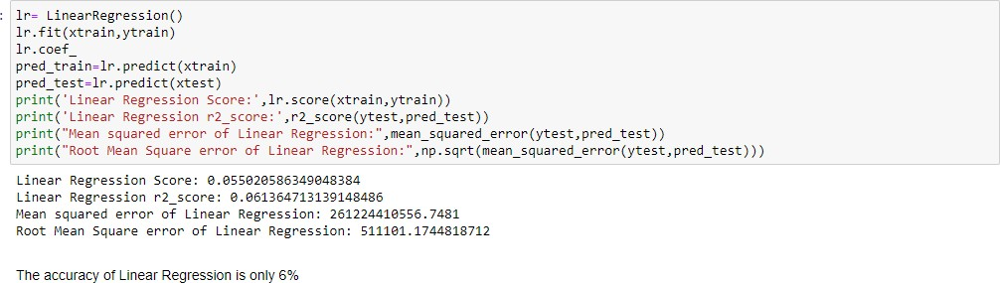 :
lr= LinearRegression()
lr.fit(xtrain,ytrain)
lr.coef_
pred_train=lr.predict(xtrain)
pred_test=lr.predict(xtest)
print('Linear Regression Score:',lr.score(xtrain,ytrain))
print('Linear Regression r2_score:',r2_score(ytest,pred_test))
print("Mean squared error of Linear Regression:",mean_squared_error(ytest,pred_test))
print("Root Mean Square error of Linear Regression:",np.sqrt(mean_squared_error(ytest,pred_test)))
Linear Regression Score: 0.055020586349048384
Linear Regression r2_score: 0.061364713139148486
Mean squared error of Linear Regression: 261224410556.7481
Root Mean Square error of Linear Regression: 511101.1744818712
The accuracy of Linear Regression is only 6%